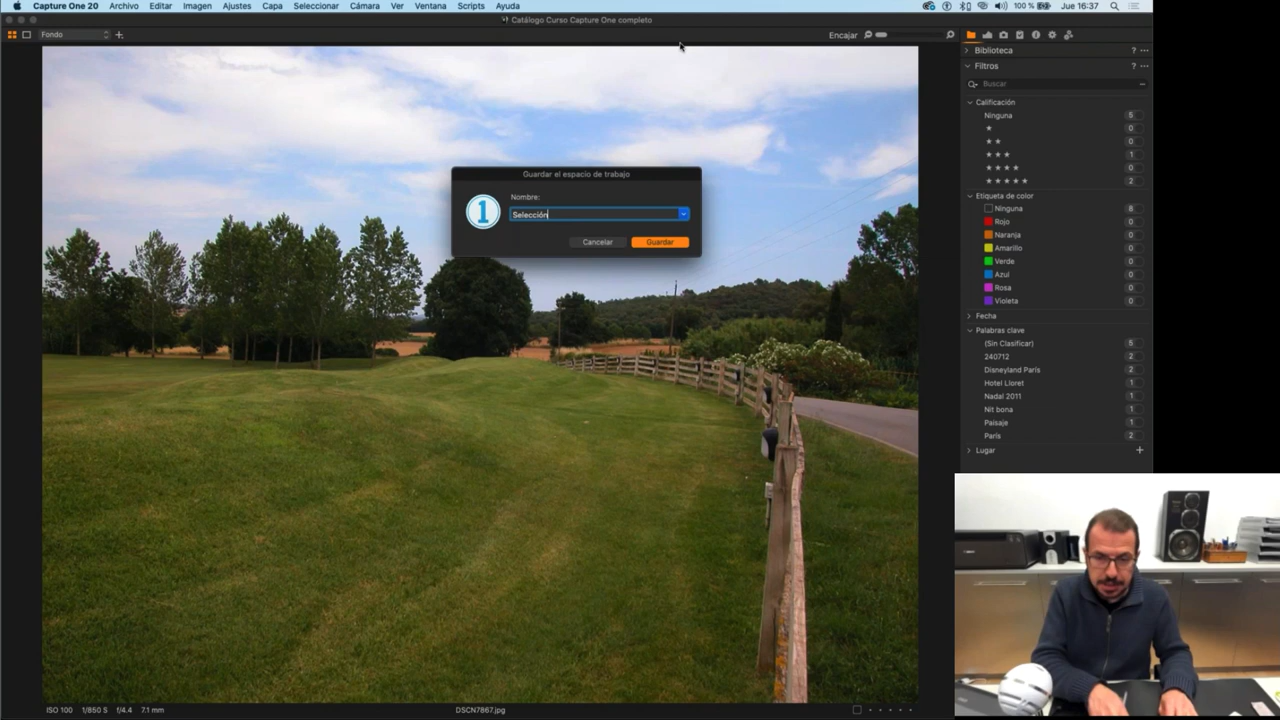 Capture One 20 Archivo Editar Imagen Ajustes Capa Seleccionar Cámara Ver Ventana Scripts Ayuda 100 % Jue 16:37
Catálogo Curso Capture One completo
Fondo
Encajar
Biblioteca ?
Filtros ?
Buscar
Calificación
Ninguna 5
0
0
1
0
2
Etiqueta de color
Ninguna 8
Rojo 0
Naranja 0
Amarillo 0
Verde 0
Azul 0
Rosa 0
Violeta 0
Fecha
Palabras clave
(Sin Clasificar) 5
240712 2
Disneyland París 2
Hotel Lloret 1
Nadal 2011 1
Nit bona 1
Paisaje 1
París 2
Lugar
Guardar el espacio de trabajo
1
Nombre:
Selección
Cancelar Guardar
ISO 100 1/850 S f/4.4 7.1 mm
DSCN7867.jpg